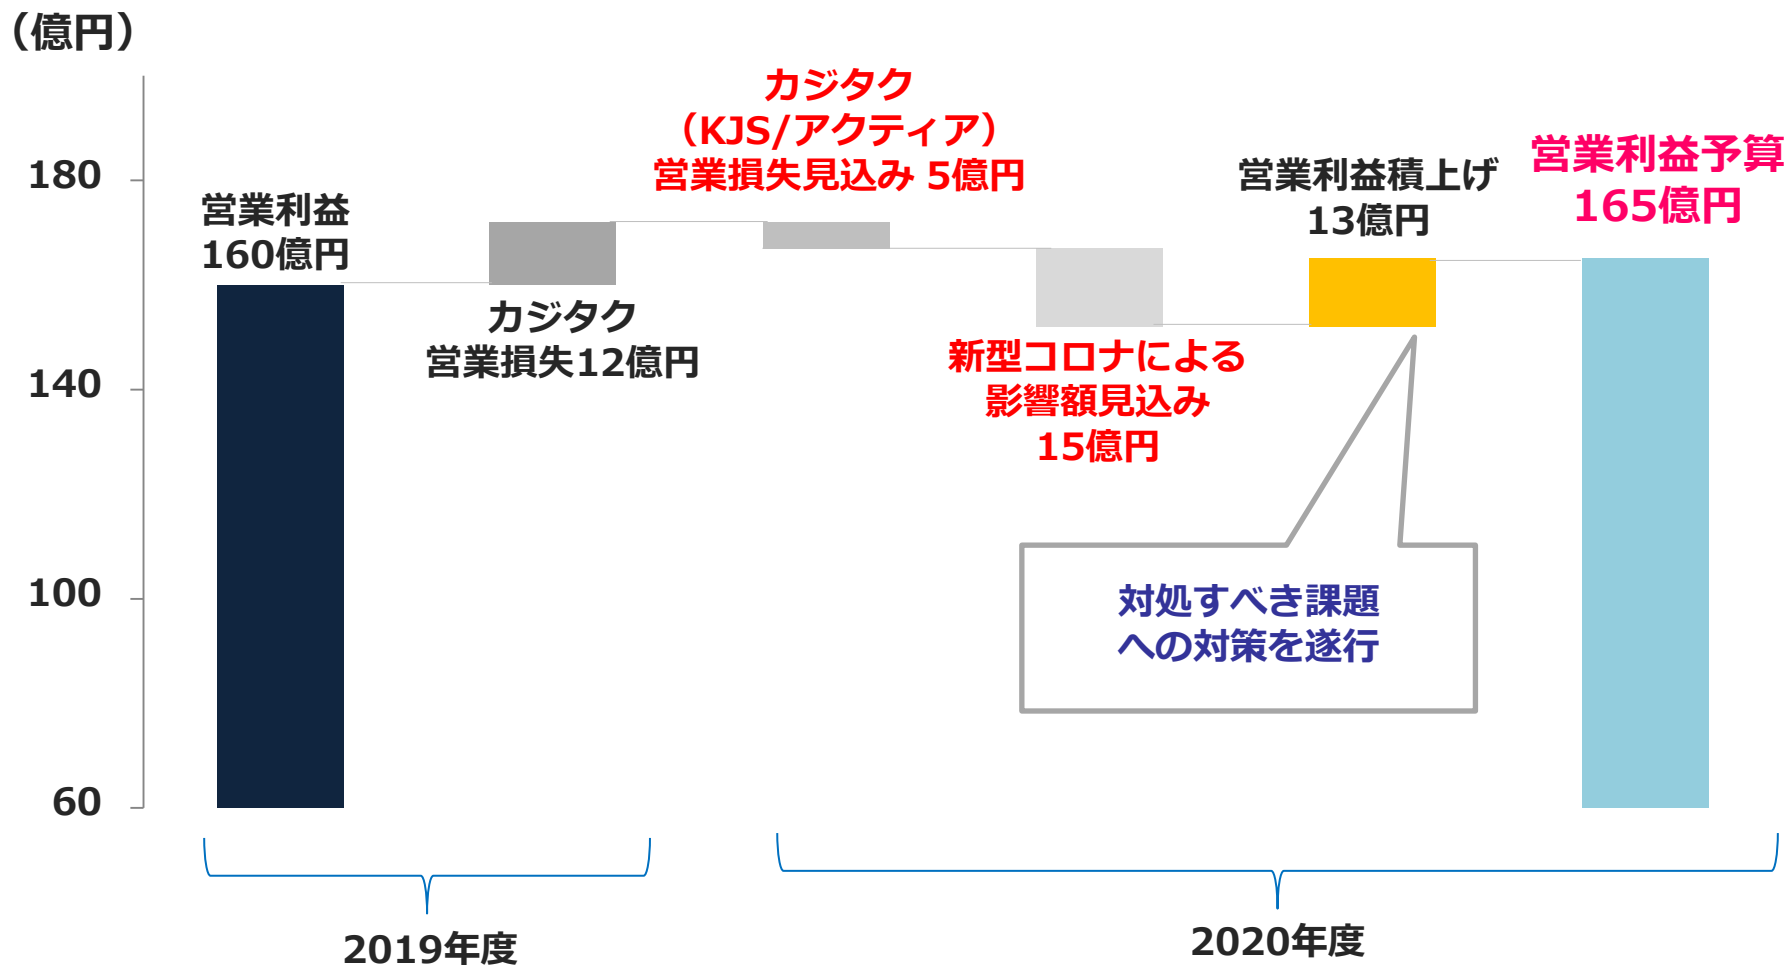 （億円）
180
140
100
60
営業利益
160億円
カジタク
営業損失12億円
カジタク
（KJS/アクティア）
営業損失見込み 5億円
新型コロナによる
影響額見込み
15億円
営業利益積上げ
13億円
営業利益予算
165億円
対処すべき課題
への対策を遂行
2019年度
2020年度